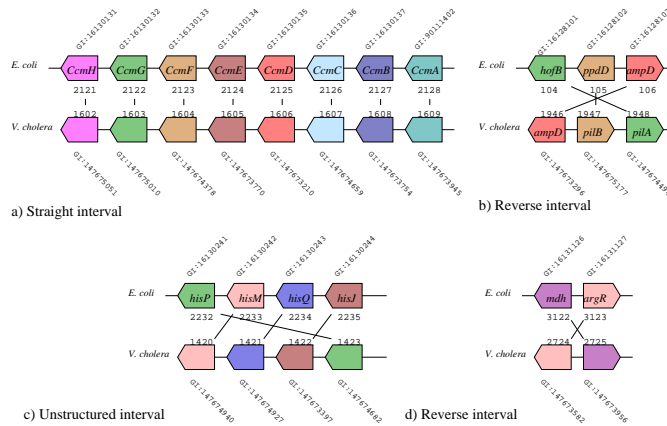 GI:16130131 GI:16130132 GI:16130133 GI:16130134 GI:16130135 GI:16130136 GI:16130137 GI:90111402
E. coli CcmH CcmG CcmF CcmE CcmD CcmC CcmB CcmA
2121 2122 2123 2124 2125 2126 2127 2128
1602 1603 1604 1605 1606 1607 1608 1609
V. cholera
GI:147675051 GI:147675010 GI:147674378 GI:147673770 GI:147673210 GI:147674659 GI:147673754 GI:147673945
a) Straight interval
GI:16128101 GI:16128102 GI:16128103
E. coli hofB ppdD ampD
104 105 106
1946 1947 1948
V. cholera ampD pilB pilA
GI:147673296 GI:147675177
b) Reverse interval
GI:16130241 GI:16130242 GI:16130243 GI:16130244
E. coli hisP hisM hisQ hisJ
2232 2233 2234 2235
1420 1421 1422 1423
V. cholera
GI:147674940 GI:147674927 GI:147673397 GI:147674682
c) Unstructured interval
GI:16131126 GI:16131127
E. coli mdh argR
3122 3123
2724 2725
V. cholera
GI:147673582 GI:147673956
d) Reverse interval